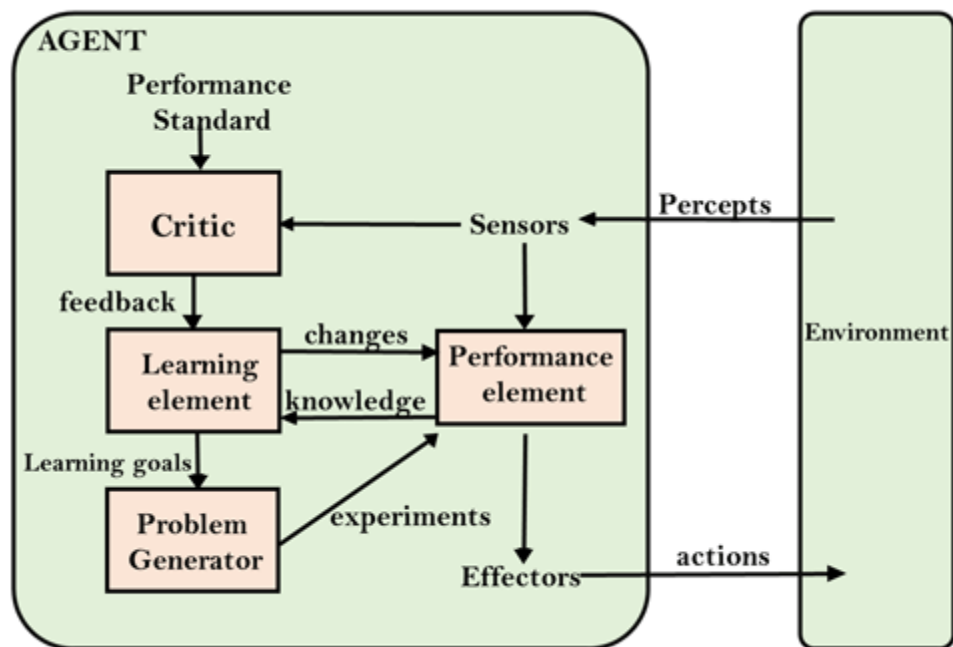 AGENT
Performance
Standard
Critic
Sensors
Percepts
feedback
Environment
Learning
element
changes
knowledge
Performance
element
Learning goals
Problem
Generator
experiments
Effectors
actions